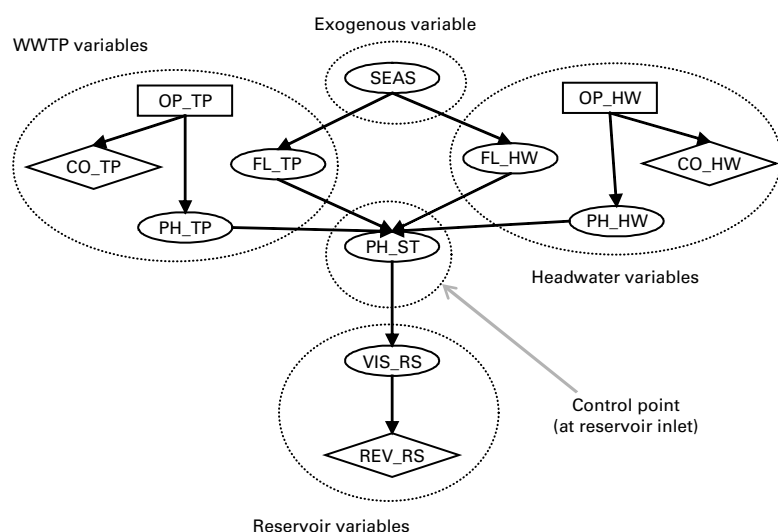 Exogenous variable
WWTP variables
SEAS
OP_TP
OP_HW
CO_TP
FL_TP
FL_HW
CO_HW
PH_TP
PH_HW
PH_ST
Headwater variables
VIS_RS
Control point
(at reservoir inlet)
REV_RS
Reservoir variables